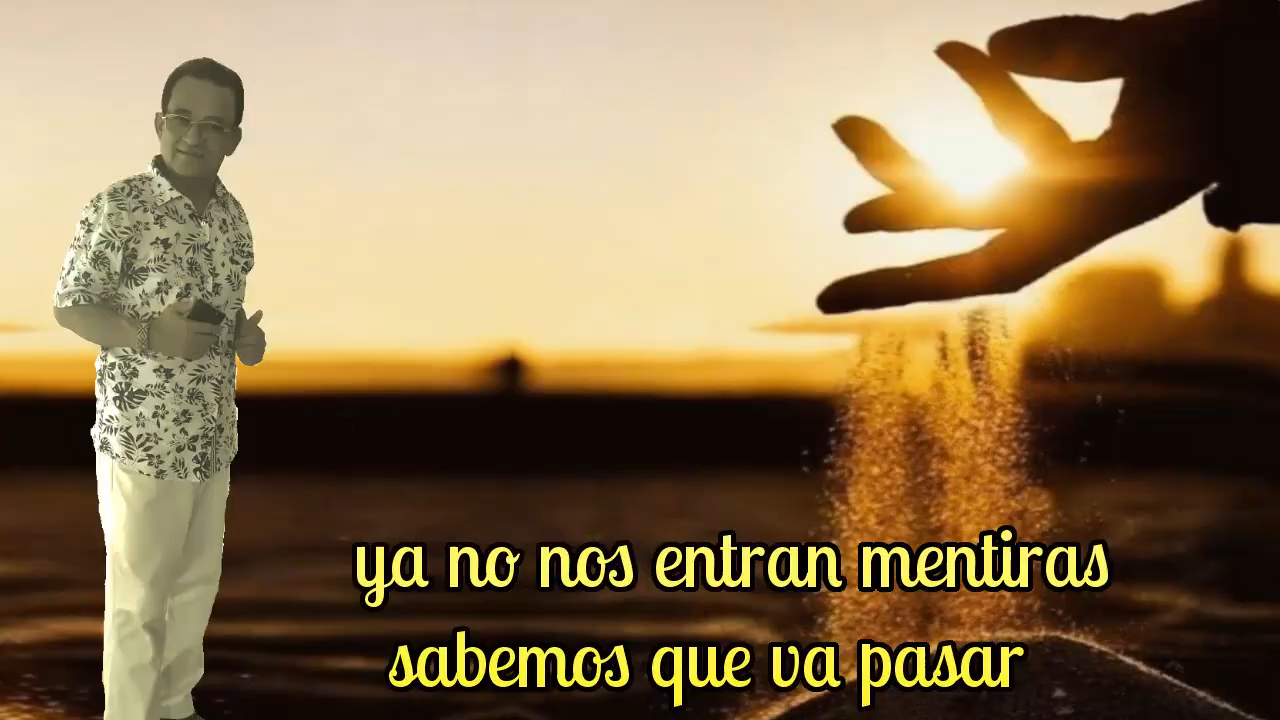 ya no nos entran mentiras
sabemos que va pasar